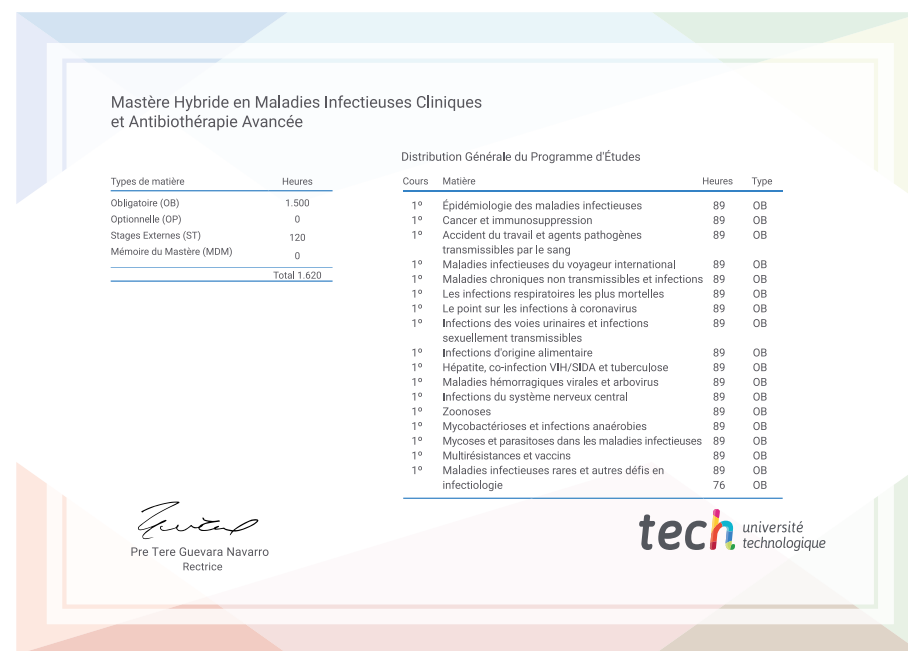 Mastère Hybride en Maladies Infectieuses Cliniques
et Antibiothérapie Avancée
Types de matière Heures
Obligatoire (OB) 1.500
Optionnelle (OP) 0
Stages Externes (ST) 120
Mémoire du Mastère (MDM) 0
Total 1.620
Distribution Générale du Programme d'Études
Cours Matière Heures Type
1º Épidémiologie des maladies infectieuses 89 OB
1º Cancer et immunosuppression 89 OB
1º Accident du travail et agents pathogènes 89 OB
transmissibles par le sang
1º Maladies infectieuses du voyageur international 89 OB
1º Maladies chroniques non transmissibles et infections 89 OB
1º Les infections respiratoires les plus mortelles 89 OB
1º Le point sur les infections à coronavirus 89 OB
1º Infections des voies urinaires et infections 89 OB
sexuellement transmissibles
1º Infections d'origine alimentaire 89 OB
1º Hépatite, co-infection VIH/SIDA et tuberculose 89 OB
1º Maladies hémorragiques virales et arbovirus 89 OB
1º Infections du système nerveux central 89 OB
1º Zoonoses 89 OB
1º Mycobactérioses et infections anaérobies 89 OB
1º Mycoses et parasitoses dans les maladies infectieuses 89 OB
1º Multirésistances et vaccins 89 OB
1º Maladies infectieuses rares et autres défis en 89 OB
infectiologie 76 OB
Pre Tere Guevara Navarro
Rectrice
tech université
technologique